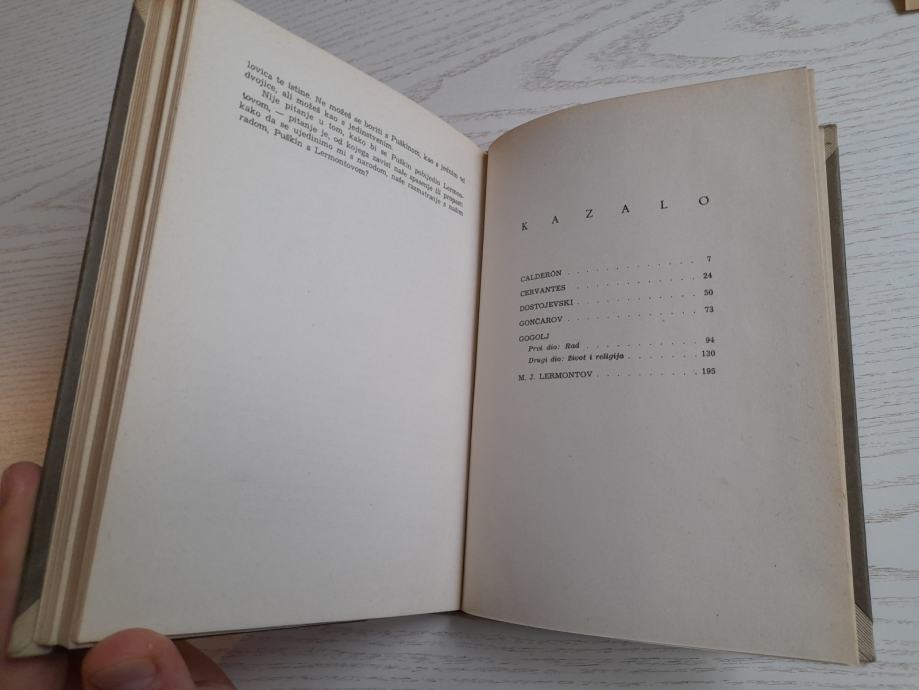 lovica te istine. Ne možeš se boriti s Puškinom, kao s jednim od
dvojice, ali možeš kao s jedinstvenim.
Nije pitanje u tom, kako bi se Puškin pobijedio Lermon-
tovom, — pitanje je, od kojega zavisi naše spasenje ili propast:
kako da se ujedinimo mi s narodom, naše razmatranje s našom
radom, Puškin s Lermontovom?
KAZALO
CALDERÓN . . . . . . . . . . . . . 7
CERVANTES . . . . . . . . . . . . 24
DOSTOJEVSKI . . . . . . . . . . . 50
GONČAROV . . . . . . . . . . . . 73
GOGOLJ
Prvi dio: Rad . . . . . . . . . . . 94
Drugi dio: Život i religija . . . . . . . 130
M. J. LERMONTOV . . . . . . . . . . 195